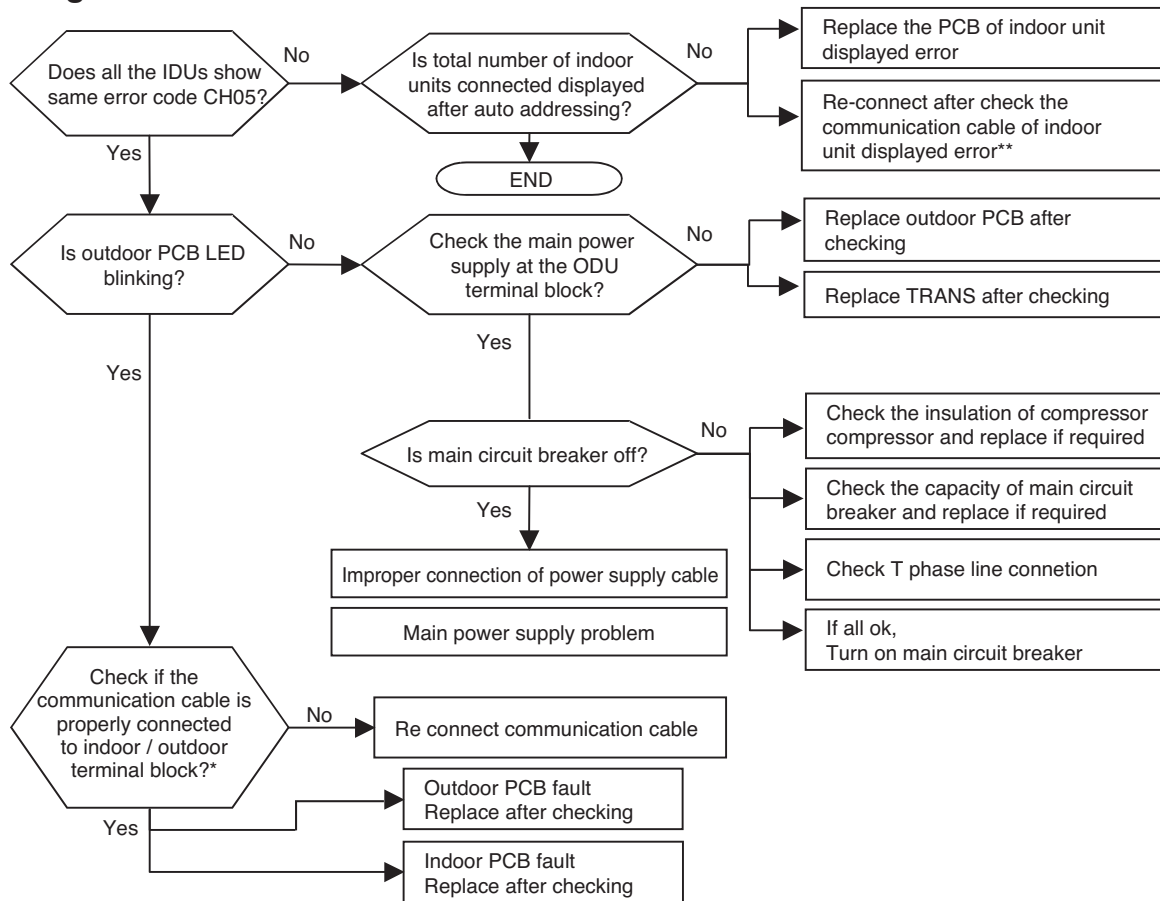 Does all the IDUs show
same error code CH05?
No
Is total number of indoor
units connected displayed
after auto addressing?
No
Replace the PCB of indoor unit
displayed error
Re-connect after check the
communication cable of indoor
unit displayed error**
Yes
END
Is outdoor PCB LED
blinking?
No
Check the main power
supply at the ODU
terminal block?
No
Replace outdoor PCB after
checking
Replace TRANS after checking
Yes
Yes
Is main circuit breaker off?
No
Check the insulation of compressor
compressor and replace if required
Check the capacity of main circuit
breaker and replace if required
Check T phase line connetion
If all ok,
Turn on main circuit breaker
Yes
Improper connection of power supply cable
Main power supply problem
Check if the
communication cable is
properly connected
to indoor / outdoor
terminal block?*
No
Re connect communication cable
Yes
Outdoor PCB fault
Replace after checking
Indoor PCB fault
Replace after checking